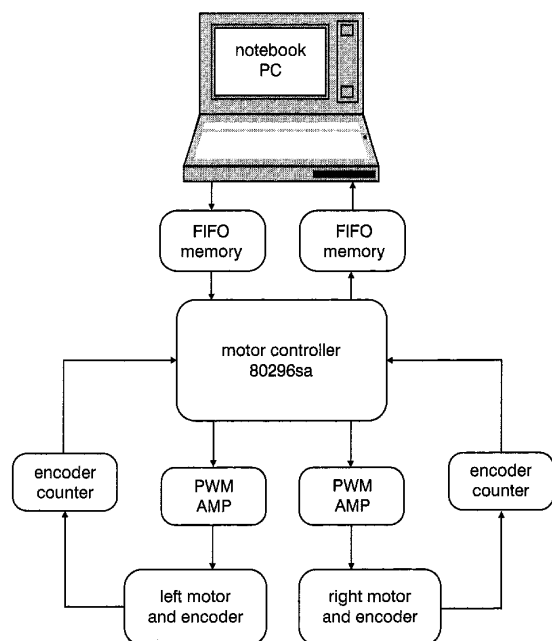 notebook
PC
FIFO
memory
FIFO
memory
motor controller
80296sa
encoder
counter
PWM
AMP
PWM
AMP
encoder
counter
left motor
and encoder
right motor
and encoder